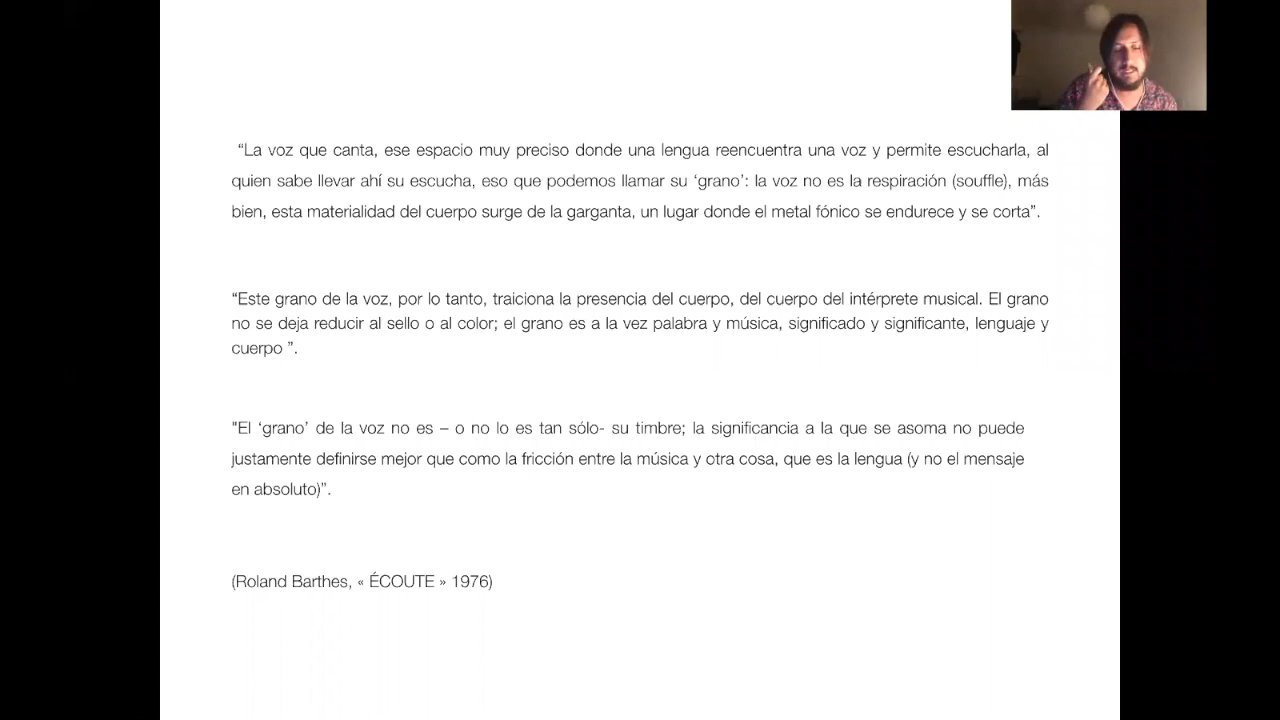 “La voz que canta, ese espacio muy preciso donde una lengua reencuentra una voz y permite escucharla, al
quien sabe llevar ahí su escucha, eso que podemos llamar su ‘grano’: la voz no es la respiración (souffle), más
bien, esta materialidad del cuerpo surge de la garganta, un lugar donde el metal fónico se endurece y se corta”.
“Este grano de la voz, por lo tanto, traiciona la presencia del cuerpo, del cuerpo del intérprete musical. El grano
no se deja reducir al sello o al color; el grano es a la vez palabra y música, significado y significante, lenguaje y
cuerpo ”.
"El ‘grano’ de la voz no es – o no lo es tan sólo- su timbre; la significancia a la que se asoma no puede
justamente definirse mejor que como la fricción entre la música y otra cosa, que es la lengua (y no el mensaje
en absoluto)”.
(Roland Barthes, « ÉCOUTE » 1976)